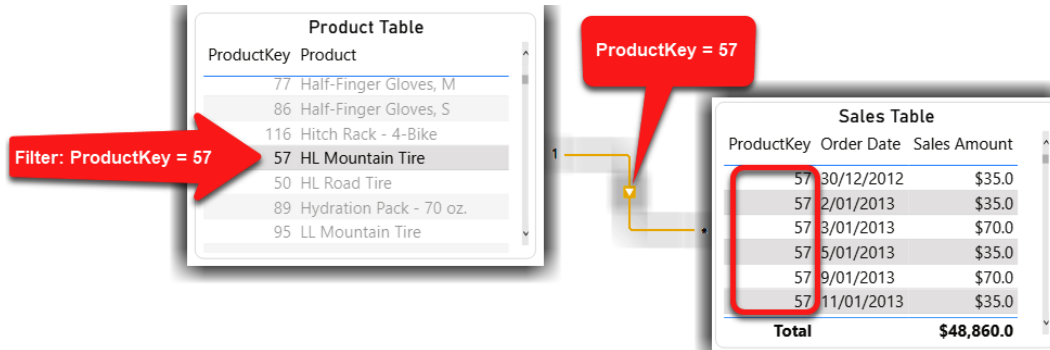 Product Table
ProductKey Product
77 Half-Finger Gloves, M
86 Half-Finger Gloves, S
116 Hitch Rack - 4-Bike
57 HL Mountain Tire
50 HL Road Tire
89 Hydration Pack - 70 oz.
95 LL Mountain Tire
Filter: ProductKey = 57
ProductKey = 57
1
*
Sales Table
ProductKey Order Date Sales Amount
57 30/12/2012 $35.0
57 2/01/2013 $35.0
57 3/01/2013 $70.0
57 5/01/2013 $35.0
57 9/01/2013 $70.0
57 11/01/2013 $35.0
Total $48,860.0